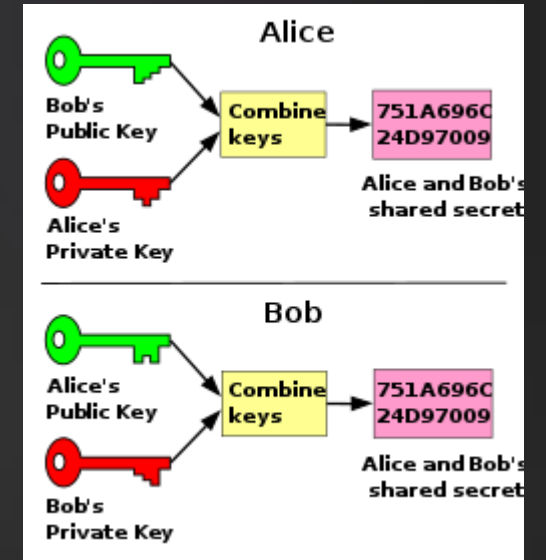 Alice
Bob's
Public Key
Combine
keys
751A696C
24D97009
Alice and Bob's
shared secret
Alice's
Private Key
Bob
Alice's
Public Key
Combine
keys
751A696C
24D97009
Alice and Bob's
shared secret
Bob's
Private Key